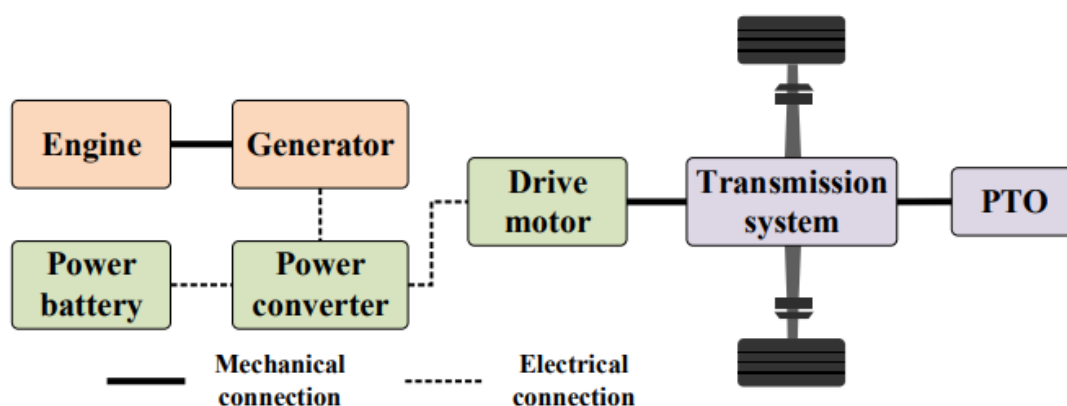 Engine
Generator
Drive
motor
Transmission
system
PTO
Power
battery
Power
converter
Mechanical
connection
Electrical
connection